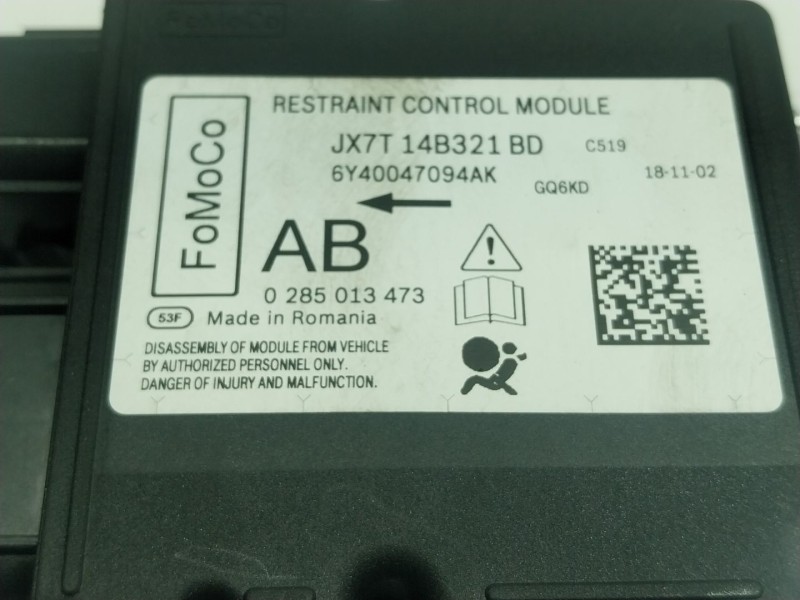 FoMoCo
RESTRAINT CONTROL MODULE
JX7T 14B321 BD C519
6Y40047094AK GQ6KD 18-11-02
FoMoCo
AB
0 285 013 473
53F Made in Romania
DISASSEMBLY OF MODULE FROM VEHICLE
BY AUTHORIZED PERSONNEL ONLY.
DANGER OF INJURY AND MALFUNCTION.